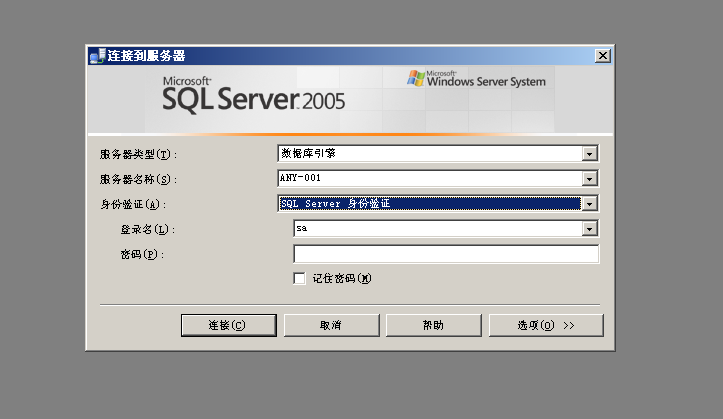 连接到服务器
Microsoft
SQL Server 2005
Microsoft
Windows Server System
服务器类型(T): 数据库引擎
服务器名称(S): ANY-001
身份验证(A): SQL Server 身份验证
登录名(L): sa
密码(P):
记住密码(M)
连接(C) 取消 帮助 选项(O) >>